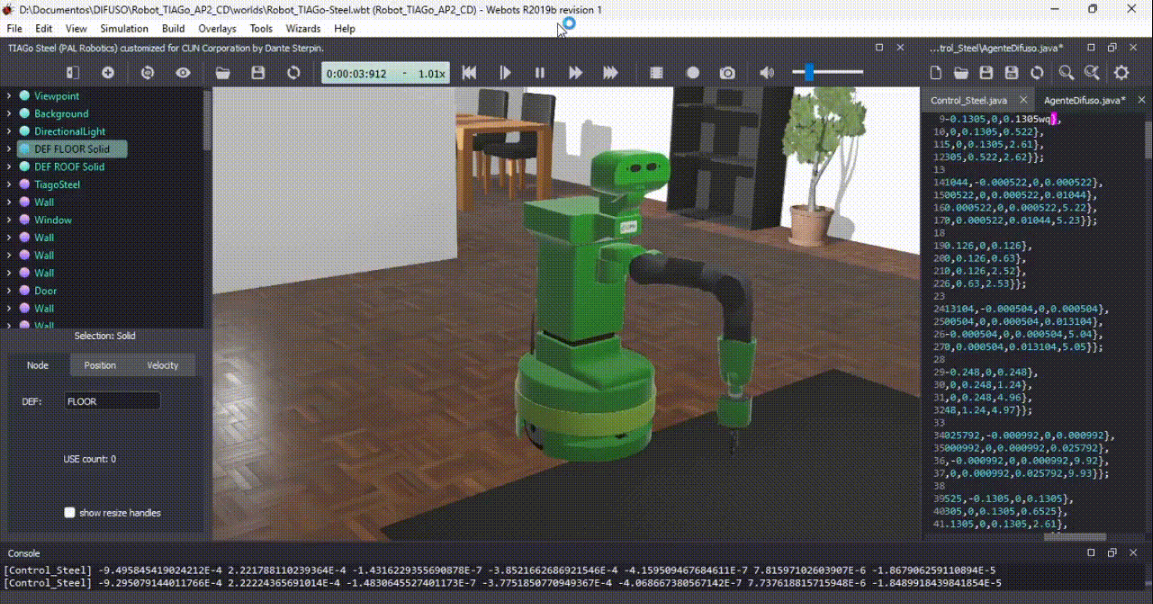 D:\Documentos\DIFUSO\Robot_TIAGo_AP2_CD\worlds\Robot_TIAGo-Steel.wbt (Robot_TIAGo_AP2_CD) - Webots R2019b revision 1
File Edit View Simulation Build Overlays Tools Wizards Help
TIAGo Steel (PAL Robotics) customized for CUN Corporation by Dante Sterpin.
...trol_Steel\AgenteDifuso.java*
0:00:03:912 - 1.01x
Viewpoint
Background
DirectionalLight
DEF FLOOR Solid
DEF ROOF Solid
TiagoSteel
Wall
Window
Wall
Wall
Wall
Door
Wall
Wall
Selection: Solid
Node Position Velocity
DEF: FLOOR
USE count: 0
show resize handles
Control_Steel.java AgenteDifuso.java*
9-0.1305,0,0.1305wq},
10,0,0.1305,0.522},
115,0,0.1305,2.61},
12305,0.522,2.62}};
13
141044,-0.000522,0,0.000522},
1500522,0,0.000522,0.01044},
160.000522,0,0.000522,5.22},
170,0.000522,0.01044,5.23}};
18
190.126,0,0.126},
200,0.126,0.63},
210,0.126,2.52},
226,0.63,2.53}};
23
2413104,-0.000504,0,0.000504},
2500504,0,0.000504,0.013104},
26-0.000504,0,0.000504,5.04},
270,0.000504,0.013104,5.05}};
28
29-0.248,0,0.248},
30,0,0.248,1.24},
31,0,0.248,4.96},
3248,1.24,4.97}};
33
34025792,-0.000992,0,0.000992},
35000992,0,0.000992,0.025792},
36,-0.000992,0,0.000992,9.92},
37,0,0.000992,0.025792,9.93}};
38
39525,-0.1305,0,0.1305},
40305,0,0.1305,0.6525},
41.1305,0,0.1305,2.61},
Console
[Control_Steel] -9.495845419024212E-4 2.221788110239364E-4 -1.4316229355690878E-7 -3.8521662686921546E-4 -4.159509467684611E-7 7.81597102603907E-6 -1.867906259110894E-5
[Control_Steel] -9.295079144011766E-4 2.22224365691014E-4 -1.4830645527401173E-7 -3.7751850770949367E-4 -4.068667380567142E-7 7.737618815715948E-6 -1.8489918439841854E-5